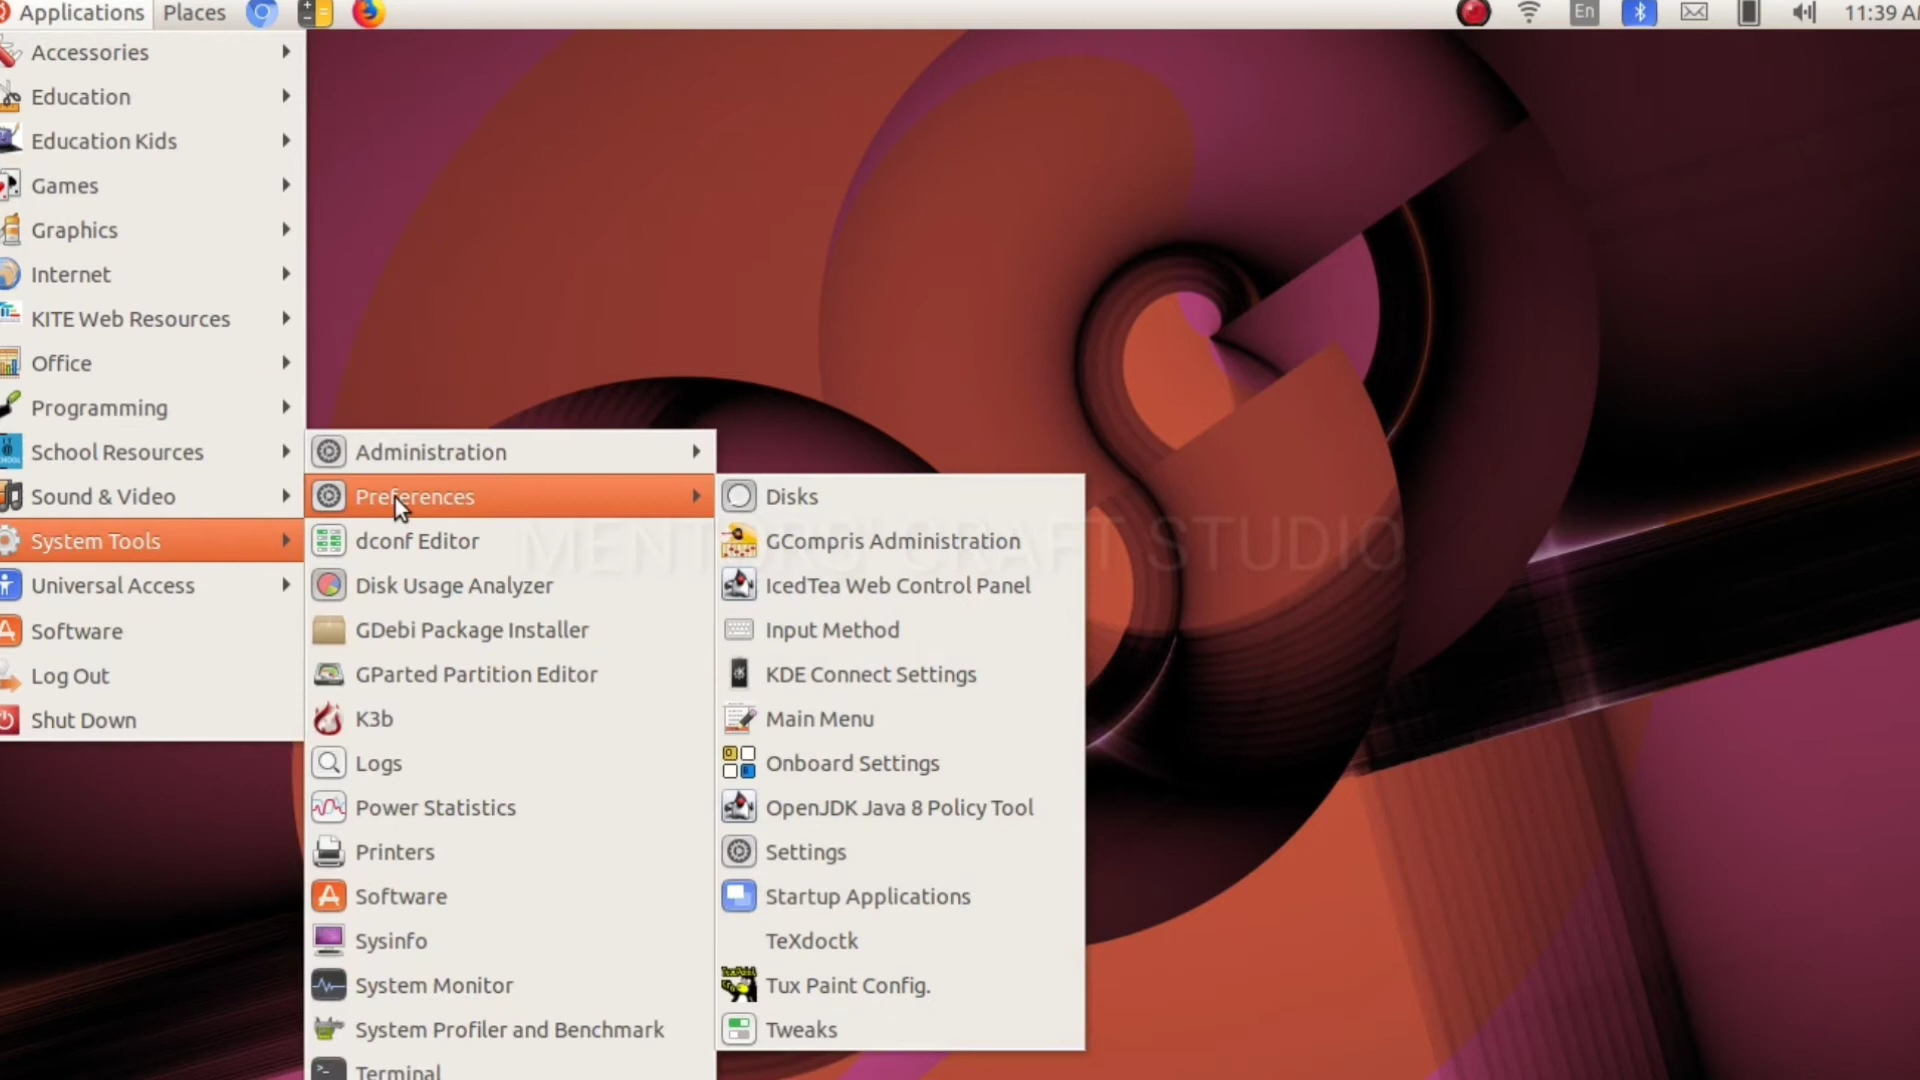 Applications Places
En
11:39 A
Accessories
Education
Education Kids
Games
Graphics
Internet
KITE Web Resources
Office
Programming
School Resources
Sound & Video
System Tools
Universal Access
Software
Log Out
Shut Down
Administration
Preferences
dconf Editor
Disk Usage Analyzer
GDebi Package Installer
GParted Partition Editor
K3b
Logs
Power Statistics
Printers
Software
Sysinfo
System Monitor
System Profiler and Benchmark
Terminal
Disks
GCompris Administration
IcedTea Web Control Panel
Input Method
KDE Connect Settings
Main Menu
Onboard Settings
OpenJDK Java 8 Policy Tool
Settings
Startup Applications
TeXdoctk
Tux Paint Config.
Tweaks
MENTORS' CRAFT STUDIO